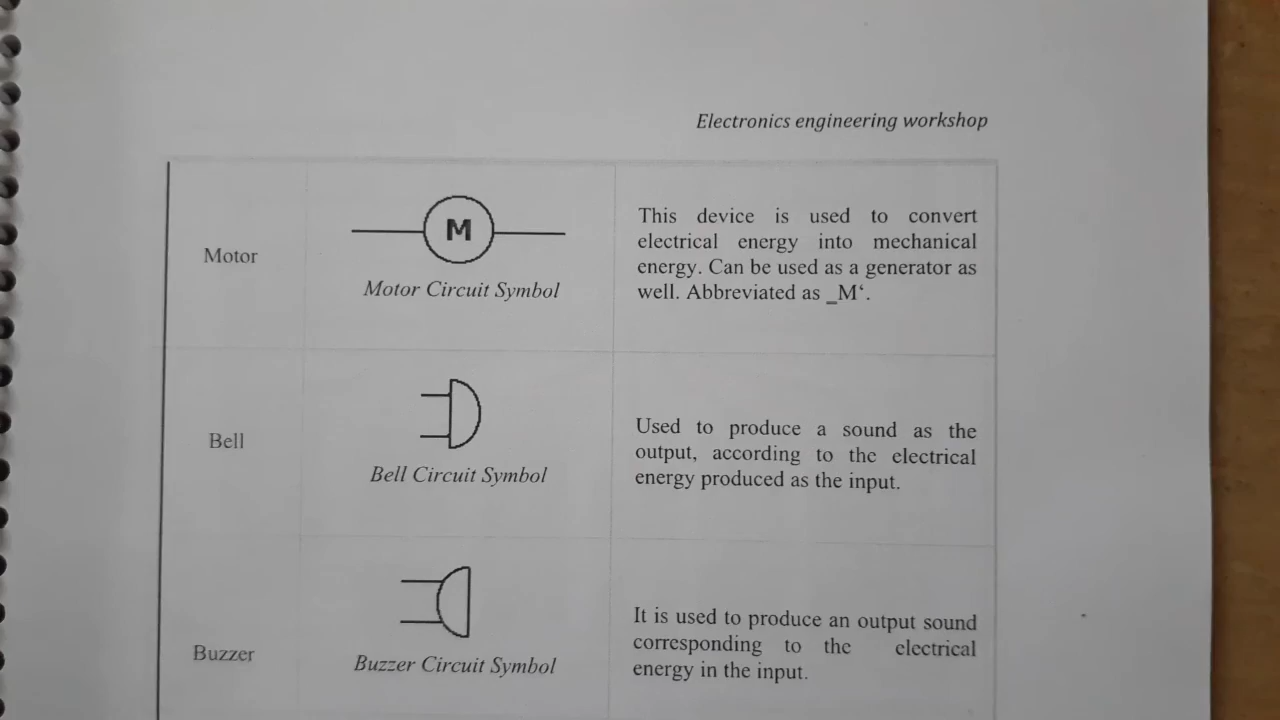 Electronics engineering workshop
Motor
M
Motor Circuit Symbol
This device is used to convert
electrical energy into mechanical
energy. Can be used as a generator as
well. Abbreviated as _M‘.
Bell
Bell Circuit Symbol
Used to produce a sound as the
output, according to the electrical
energy produced as the input.
Buzzer
Buzzer Circuit Symbol
It is used to produce an output sound
corresponding to the electrical
energy in the input.